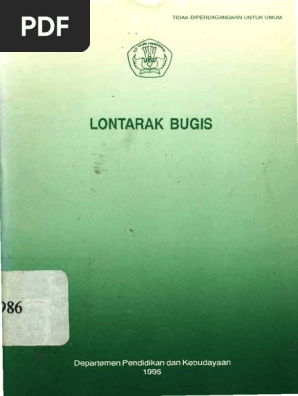 PDF
TIDAK DIPERDAGANGKAN UNTUK UMUM
LONTARAK BUGIS
986
Departemen Pendidikan dan Kebudayaan
1995